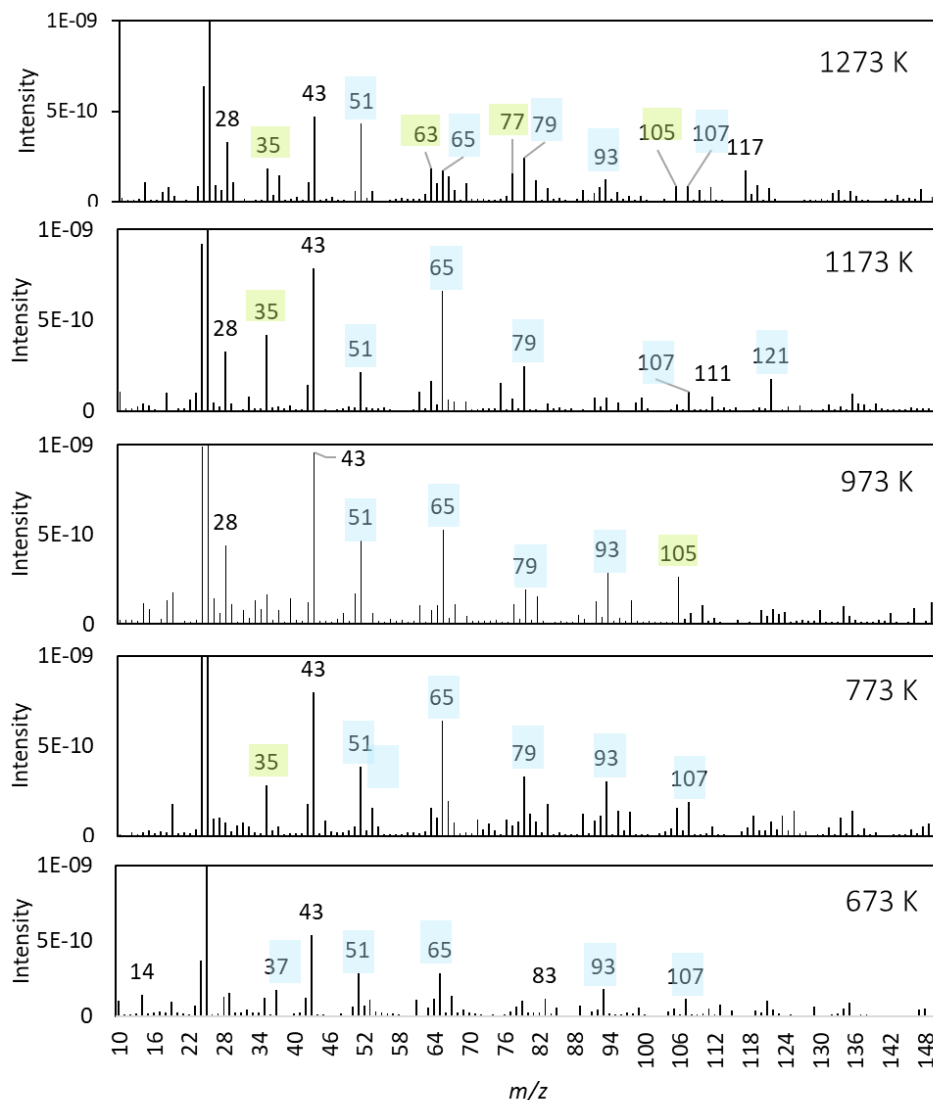 1E-09
5E-10
0
Intensity
1273 K
28
35
43
51
63
65
77
79
93
105
107
117
1E-09
5E-10
0
Intensity
1173 K
28
35
43
51
65
79
107
111
121
1E-09
5E-10
0
Intensity
973 K
28
43
51
65
79
93
105
1E-09
5E-10
0
Intensity
773 K
35
43
51
65
79
93
107
1E-09
5E-10
0
Intensity
673 K
14
37
43
51
65
83
93
107
10 16 22 28 34 40 46 52 58 64 70 76 82 88 94 100 106 112 118 124 130 136 142 148
m/z